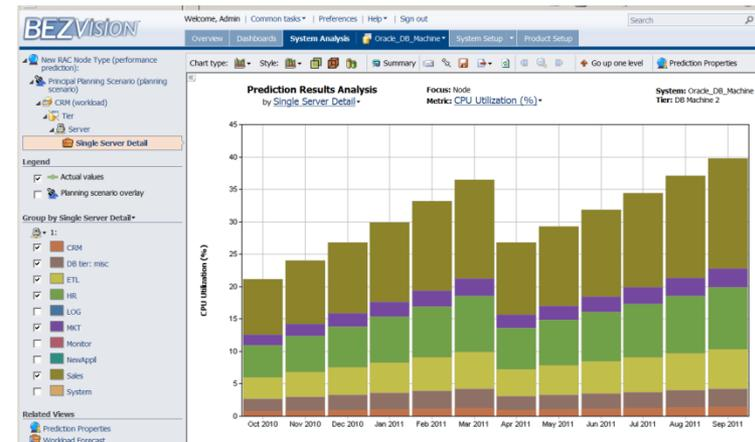 BEZVISION
Welcome, Admin | Common tasks | Preferences | Help | Sign out
Search
Overview Dashboards System Analysis Oracle_DB_Machine System Setup Product Setup
New RAC Node Type (performance prediction):
Principal Planning Scenario (planning scenario)
CRM (workload)
Tier
Server
Single Server Detail
Legend
Actual values
Planning scenario overlay
Group by Single Server Detail
1:
CRM
DB tier: misc
ETL
HR
LOG
MKT
Monitor
NewAppl
Sales
System
Related Views
Prediction Properties
Workload Forecast
Chart type: Style: Summary Go up one level Prediction Properties
Prediction Results Analysis
by Single Server Detail
Focus: Node
Metric: CPU Utilization (%)
System: Oracle_DB_Machine
Tier: DB Machine 2
CPU Utilization (%)
45
40
35
30
25
20
15
10
5
0
Oct 2010 Nov 2010 Dec 2010 Jan 2011 Feb 2011 Mar 2011 Apr 2011 May 2011 Jun 2011 Jul 2011 Aug 2011 Sep 2011